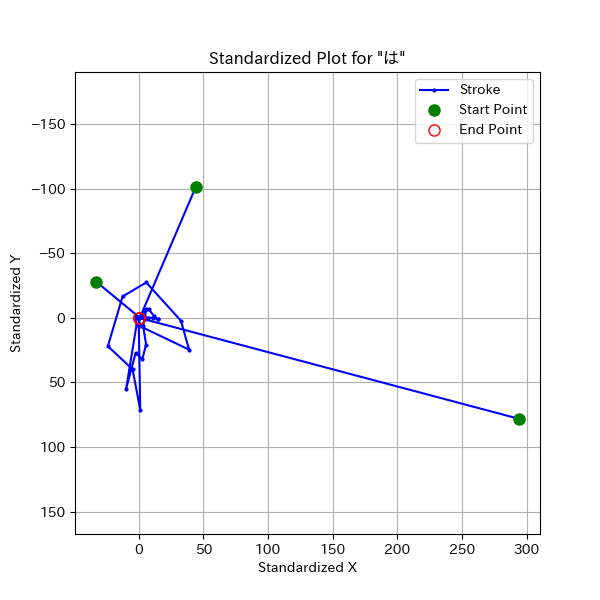 Standardized Plot for "は"
Stroke
Start Point
End Point
−150
−100
−50
0
50
100
150
Standardized Y
0 50 100 150 200 250 300
Standardized X